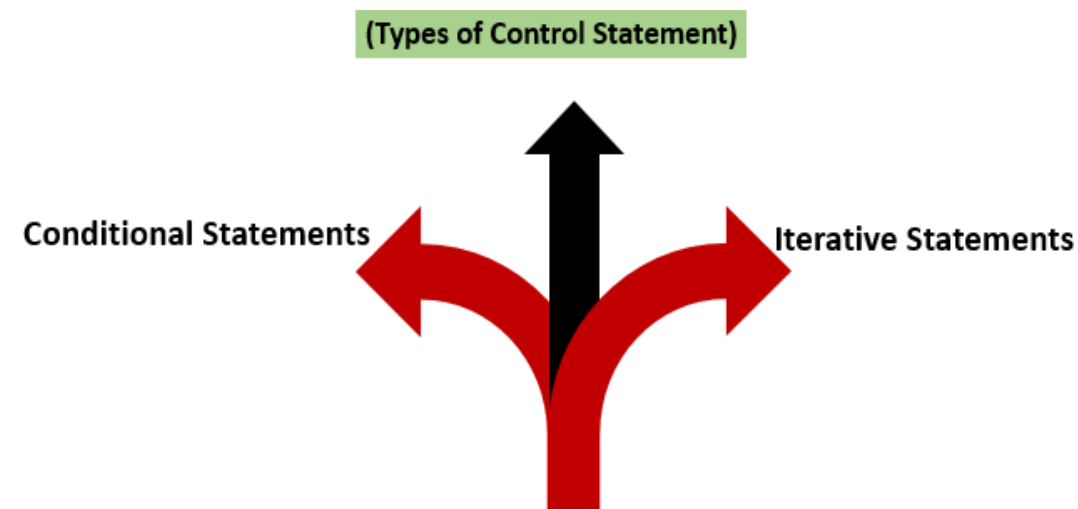 (Types of Control Statement)
Conditional Statements
Iterative Statements